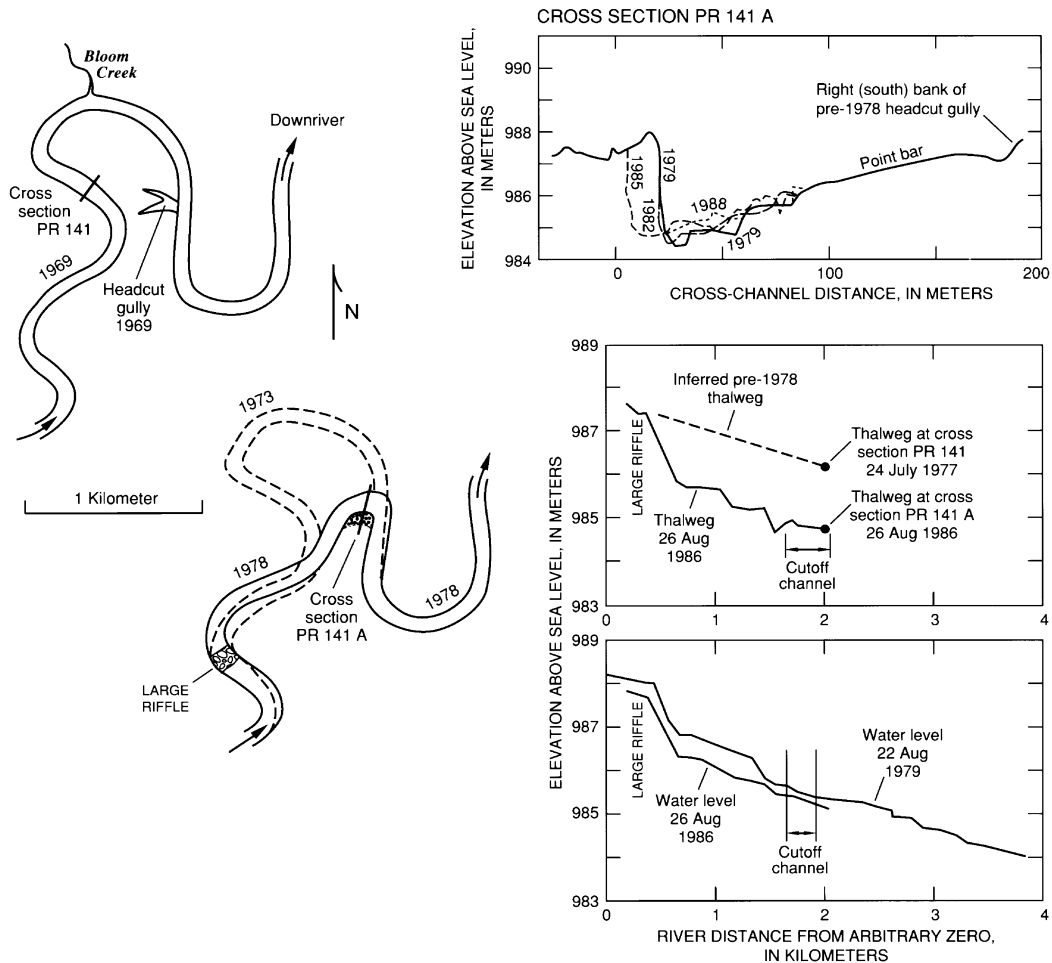 Bloom
Creek
Downriver
Cross
section
PR 141
1969
Headcut
gully
1969
N
1973
1 Kilometer
1978
1978
Cross
section
PR 141 A
LARGE
RIFFLE
CROSS SECTION PR 141 A
ELEVATION ABOVE SEA LEVEL,
IN METERS
990
988
986
984
Right (south) bank of
pre-1978 headcut gully
Point bar
1985
1979
1982
1988
1979
0
100
200
CROSS-CHANNEL DISTANCE, IN METERS
ELEVATION ABOVE SEA LEVEL, IN METERS
989
987
985
983
LARGE RIFFLE
Inferred pre-1978
thalweg
Thalweg at cross
section PR 141
24 July 1977
Thalweg
26 Aug
1986
Thalweg at cross
section PR 141 A
26 Aug 1986
Cutoff
channel
0
1
2
3
4
989
987
985
983
LARGE RIFFLE
Water level
26 Aug
1986
Water level
22 Aug
1979
Cutoff
channel
0
1
2
3
4
RIVER DISTANCE FROM ARBITRARY ZERO,
IN KILOMETERS